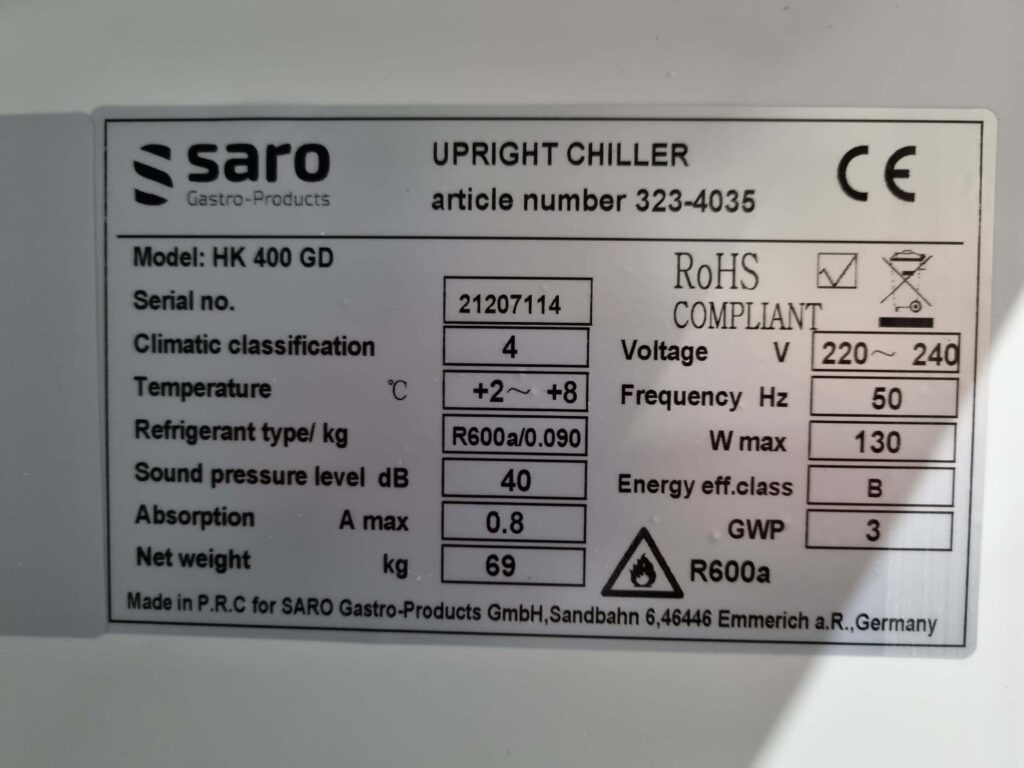 saro
Gastro-Products
UPRIGHT CHILLER
article number 323-4035
CE
Model: HK 400 GD
RoHS
COMPLIANT
Serial no. 21207114
Climatic classification 4
Voltage V 220~ 240
Temperature °C +2~ +8
Frequency Hz 50
Refrigerant type/ kg R600a/0.090
W max 130
Sound pressure level dB 40
Energy eff.class B
Absorption A max 0.8
GWP 3
Net weight kg 69
R600a
Made in P.R.C for SARO Gastro-Products GmbH,Sandbahn 6,46446 Emmerich a.R.,Germany